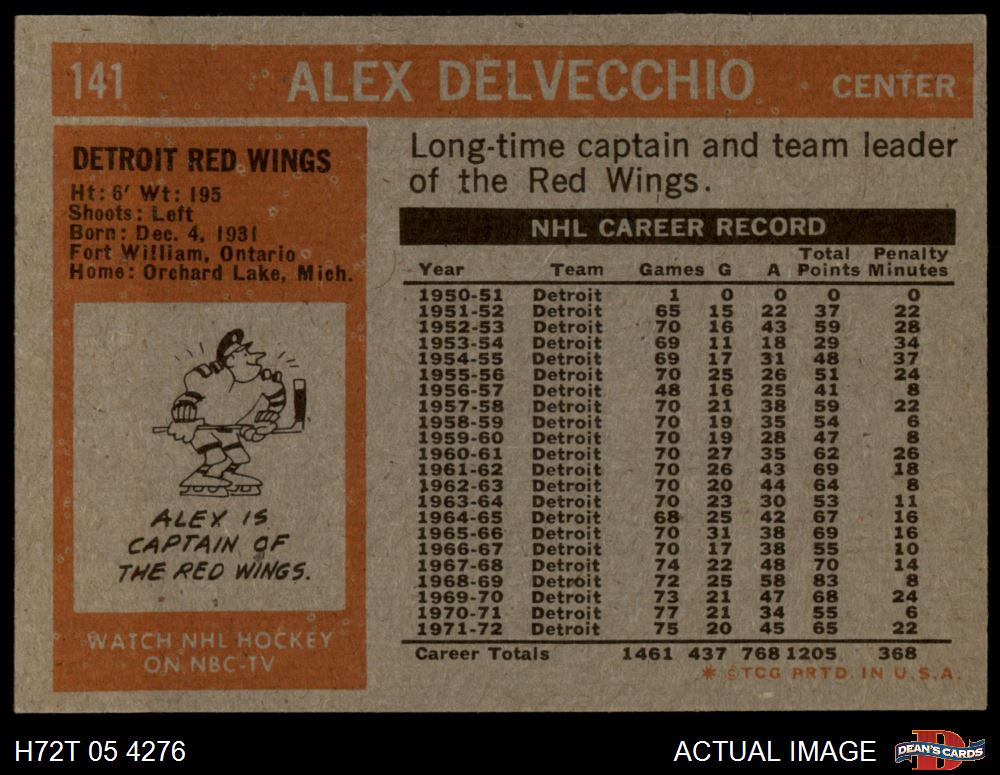 141 ALEX DELVECCHIO CENTER
DETROIT RED WINGS
Ht: 6' Wt: 195
Shoots: Left
Born: Dec. 4, 1931
Fort William, Ontario
Home: Orchard Lake, Mich.
ALEX IS
CAPTAIN OF
THE RED WINGS.
WATCH NHL HOCKEY
ON NBC-TV
Long-time captain and team leader
of the Red Wings.
NHL CAREER RECORD
Year Team Games G A Total Points Penalty Minutes
1950-51 Detroit 1 0 0 0 0
1951-52 Detroit 65 15 22 37 22
1952-53 Detroit 70 16 43 59 28
1953-54 Detroit 69 11 18 29 34
1954-55 Detroit 69 17 31 48 37
1955-56 Detroit 70 25 26 51 24
1956-57 Detroit 48 16 25 41 8
1957-58 Detroit 70 21 38 59 22
1958-59 Detroit 70 19 35 54 6
1959-60 Detroit 70 19 28 47 8
1960-61 Detroit 70 27 35 62 26
1961-62 Detroit 70 26 43 69 18
1962-63 Detroit 70 20 44 64 8
1963-64 Detroit 70 23 30 53 11
1964-65 Detroit 68 25 42 67 16
1965-66 Detroit 70 31 38 69 16
1966-67 Detroit 70 17 38 55 10
1967-68 Detroit 74 22 48 70 14
1968-69 Detroit 72 25 58 83 8
1969-70 Detroit 73 21 47 68 24
1970-71 Detroit 77 21 34 55 6
1971-72 Detroit 75 20 45 65 22
Career Totals 1461 437 768 1205 368
* ©TCG PRTD. IN U.S.A.
H72T 05 4276 ACTUAL IMAGE D DEAN'S CARDS